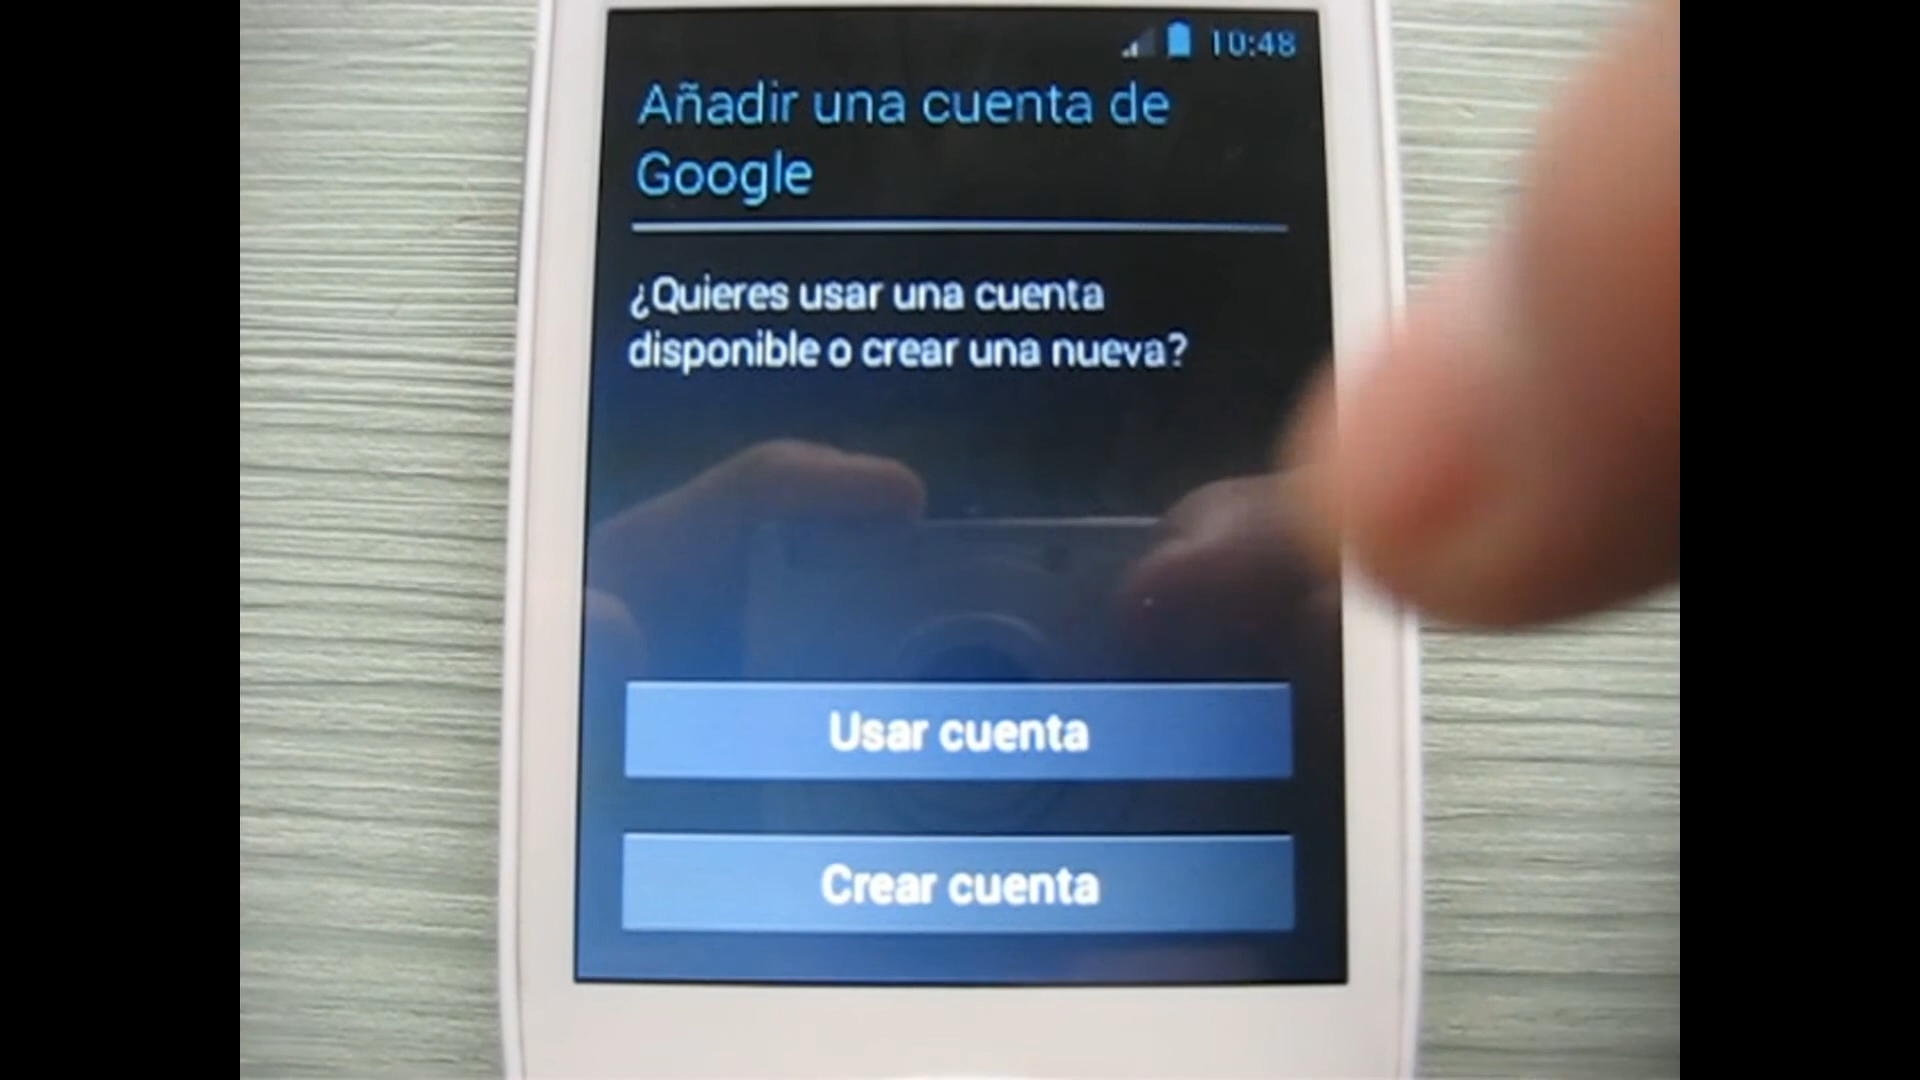 10:48
Añadir una cuenta de
Google
¿Quieres usar una cuenta
disponible o crear una nueva?
Usar cuenta
Crear cuenta